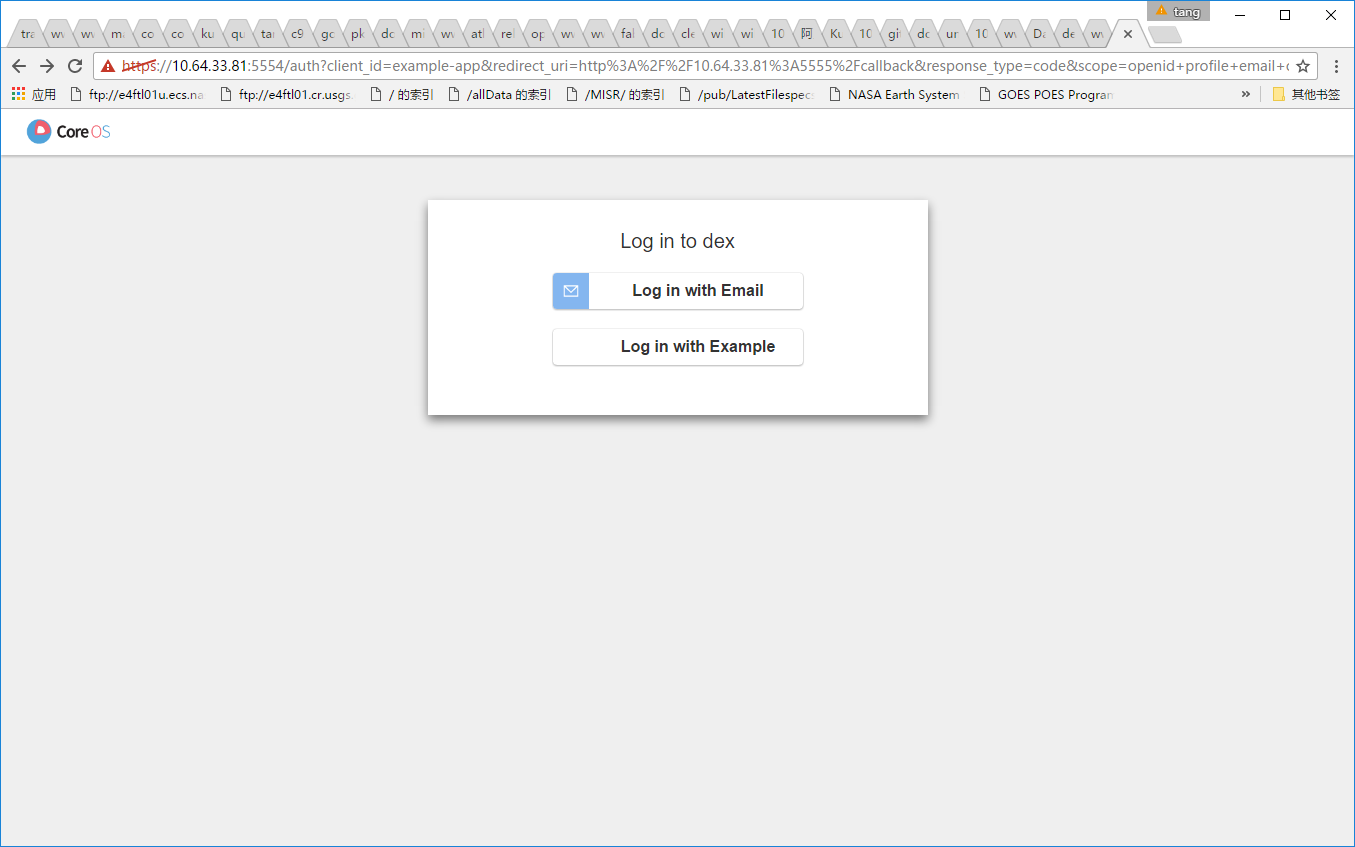 tang
tra wv wv ma co co ku qu tar c9 gc pk dc mi wv atl rel op wv wv fal dc cle wi wi 10 阿 Ku 10 git dc ur 10 wv Da de wv
https://10.64.33.81:5554/auth?client_id=example-app&redirect_uri=http%3A%2F%2F10.64.33.81%3A5555%2Fcallback&response_type=code&scope=openid+profile+email+
应用 ftp://e4ftl01u.ecs.na ftp://e4ftl01.cr.usgs. / 的索引 /allData 的索引 /MISR/ 的索引 /pub/LatestFilespec NASA Earth System GOES POES Program » 其他书签
CoreOS
Log in to dex
Log in with Email
Log in with Example